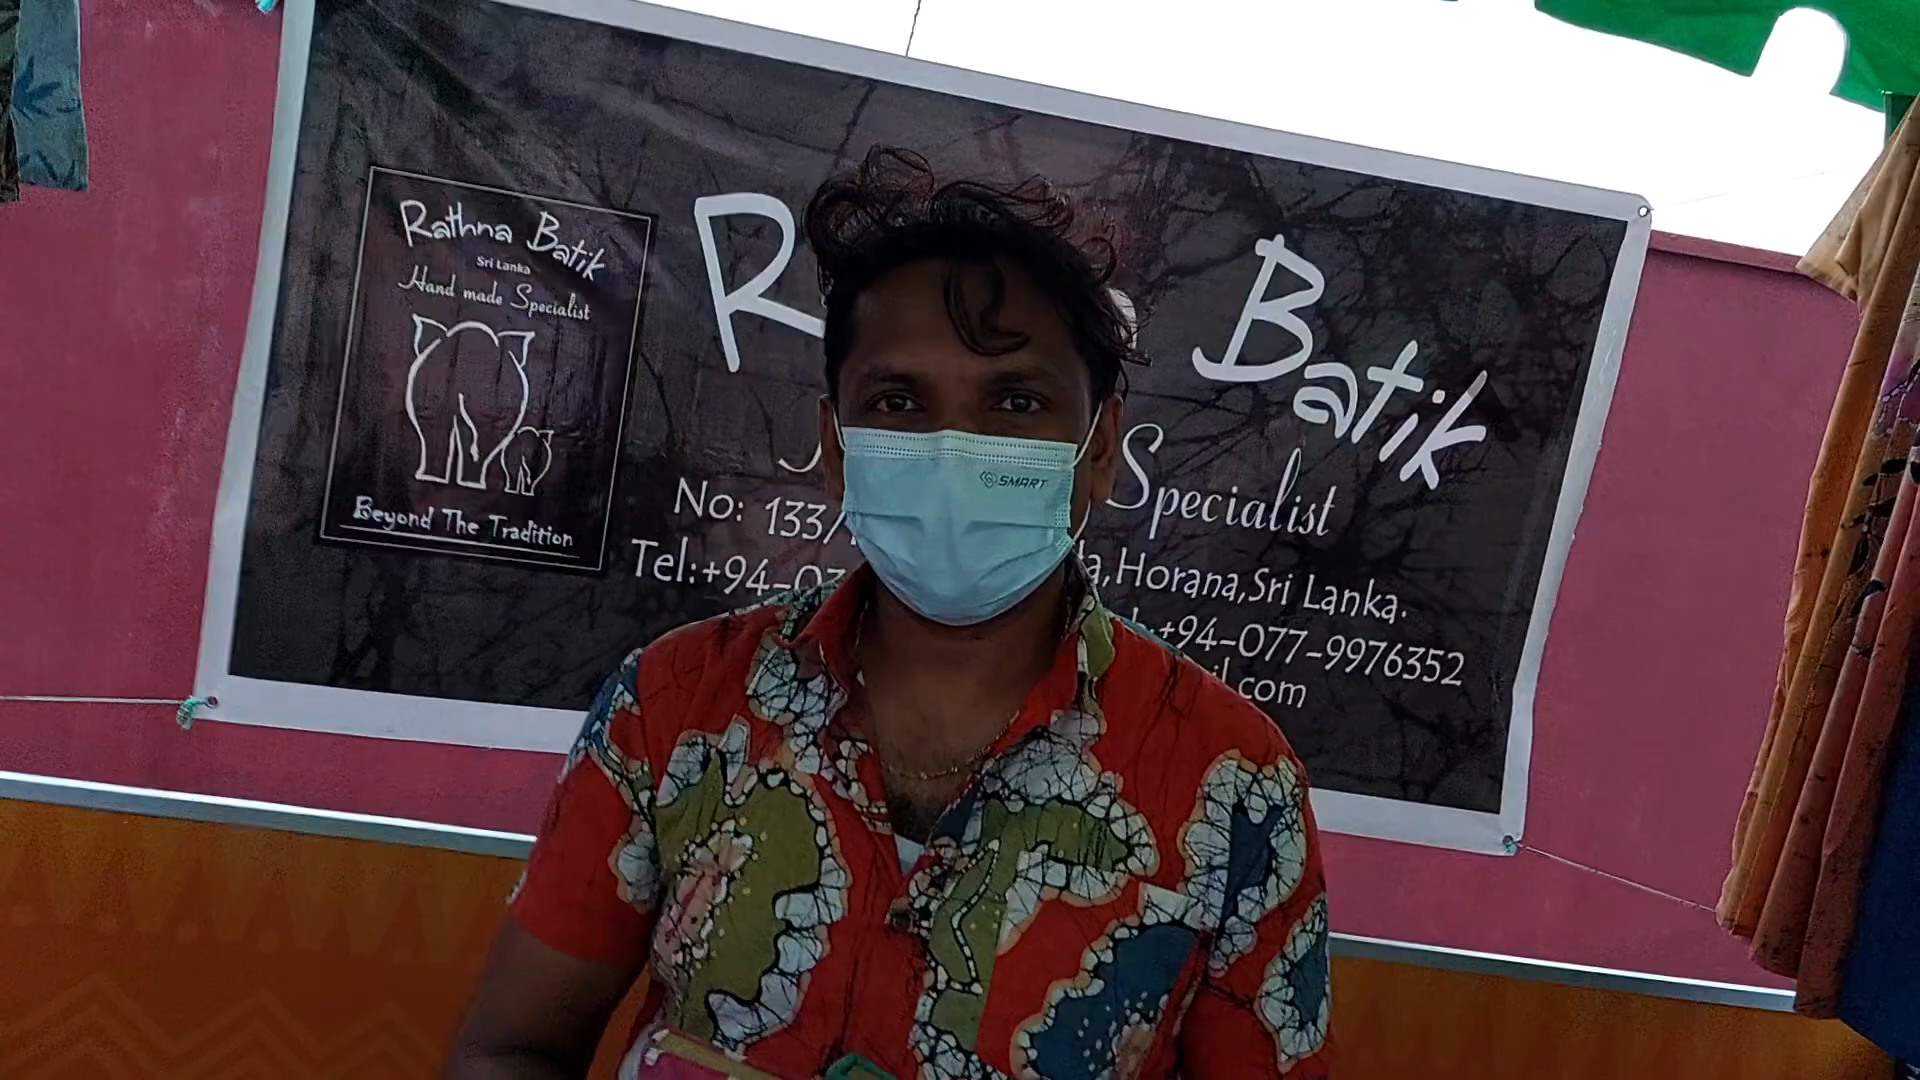 Rathna Batik
Sri Lanka
Hand made Specialist
Beyond The Tradition
Batik
Specialist
No: 133/
Horana, Sri Lanka.
Tel:+94-03
+94-077-9976352
.com
SMART